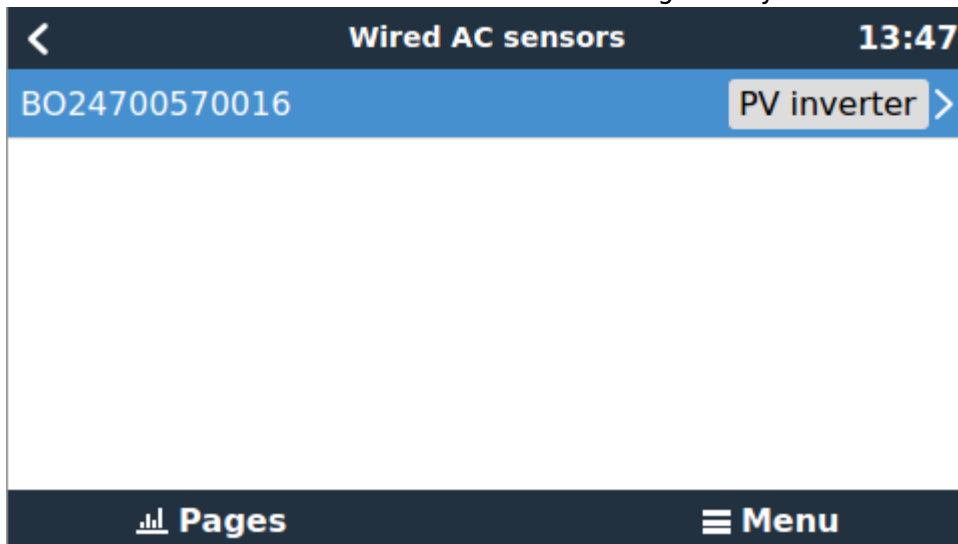 Wired AC sensors 13:47
BO24700570016 PV inverter
Pages Menu